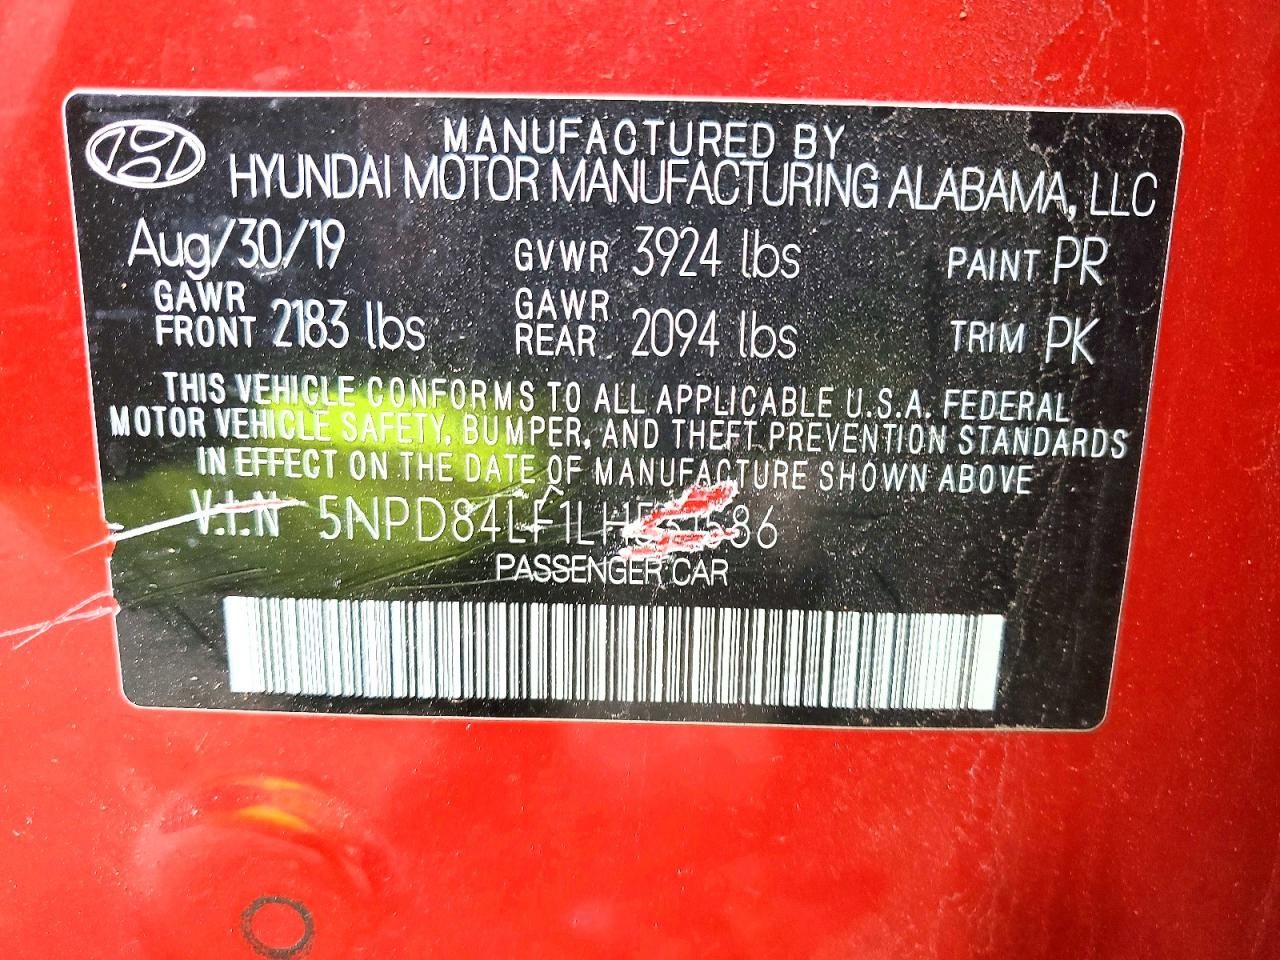 MANUFACTURED BY
HYUNDAI MOTOR MANUFACTURING ALABAMA, LLC
Aug/30/19 GVWR 3924 lbs PAINT PR
GAWR FRONT 2183 lbs GAWR REAR 2094 lbs TRIM PK
THIS VEHICLE CONFORMS TO ALL APPLICABLE U.S.A. FEDERAL
MOTOR VEHICLE SAFETY, BUMPER, AND THEFT PREVENTION STANDARDS
IN EFFECT ON THE DATE OF MANUFACTURE SHOWN ABOVE
V.I.N
PASSENGER CAR